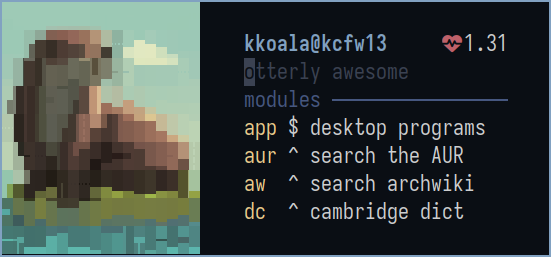 kkoala@kcfw13 1.31
otterly awesome
modules
app $ desktop programs
aur ^ search the AUR
aw ^ search archwiki
dc ^ cambridge dict